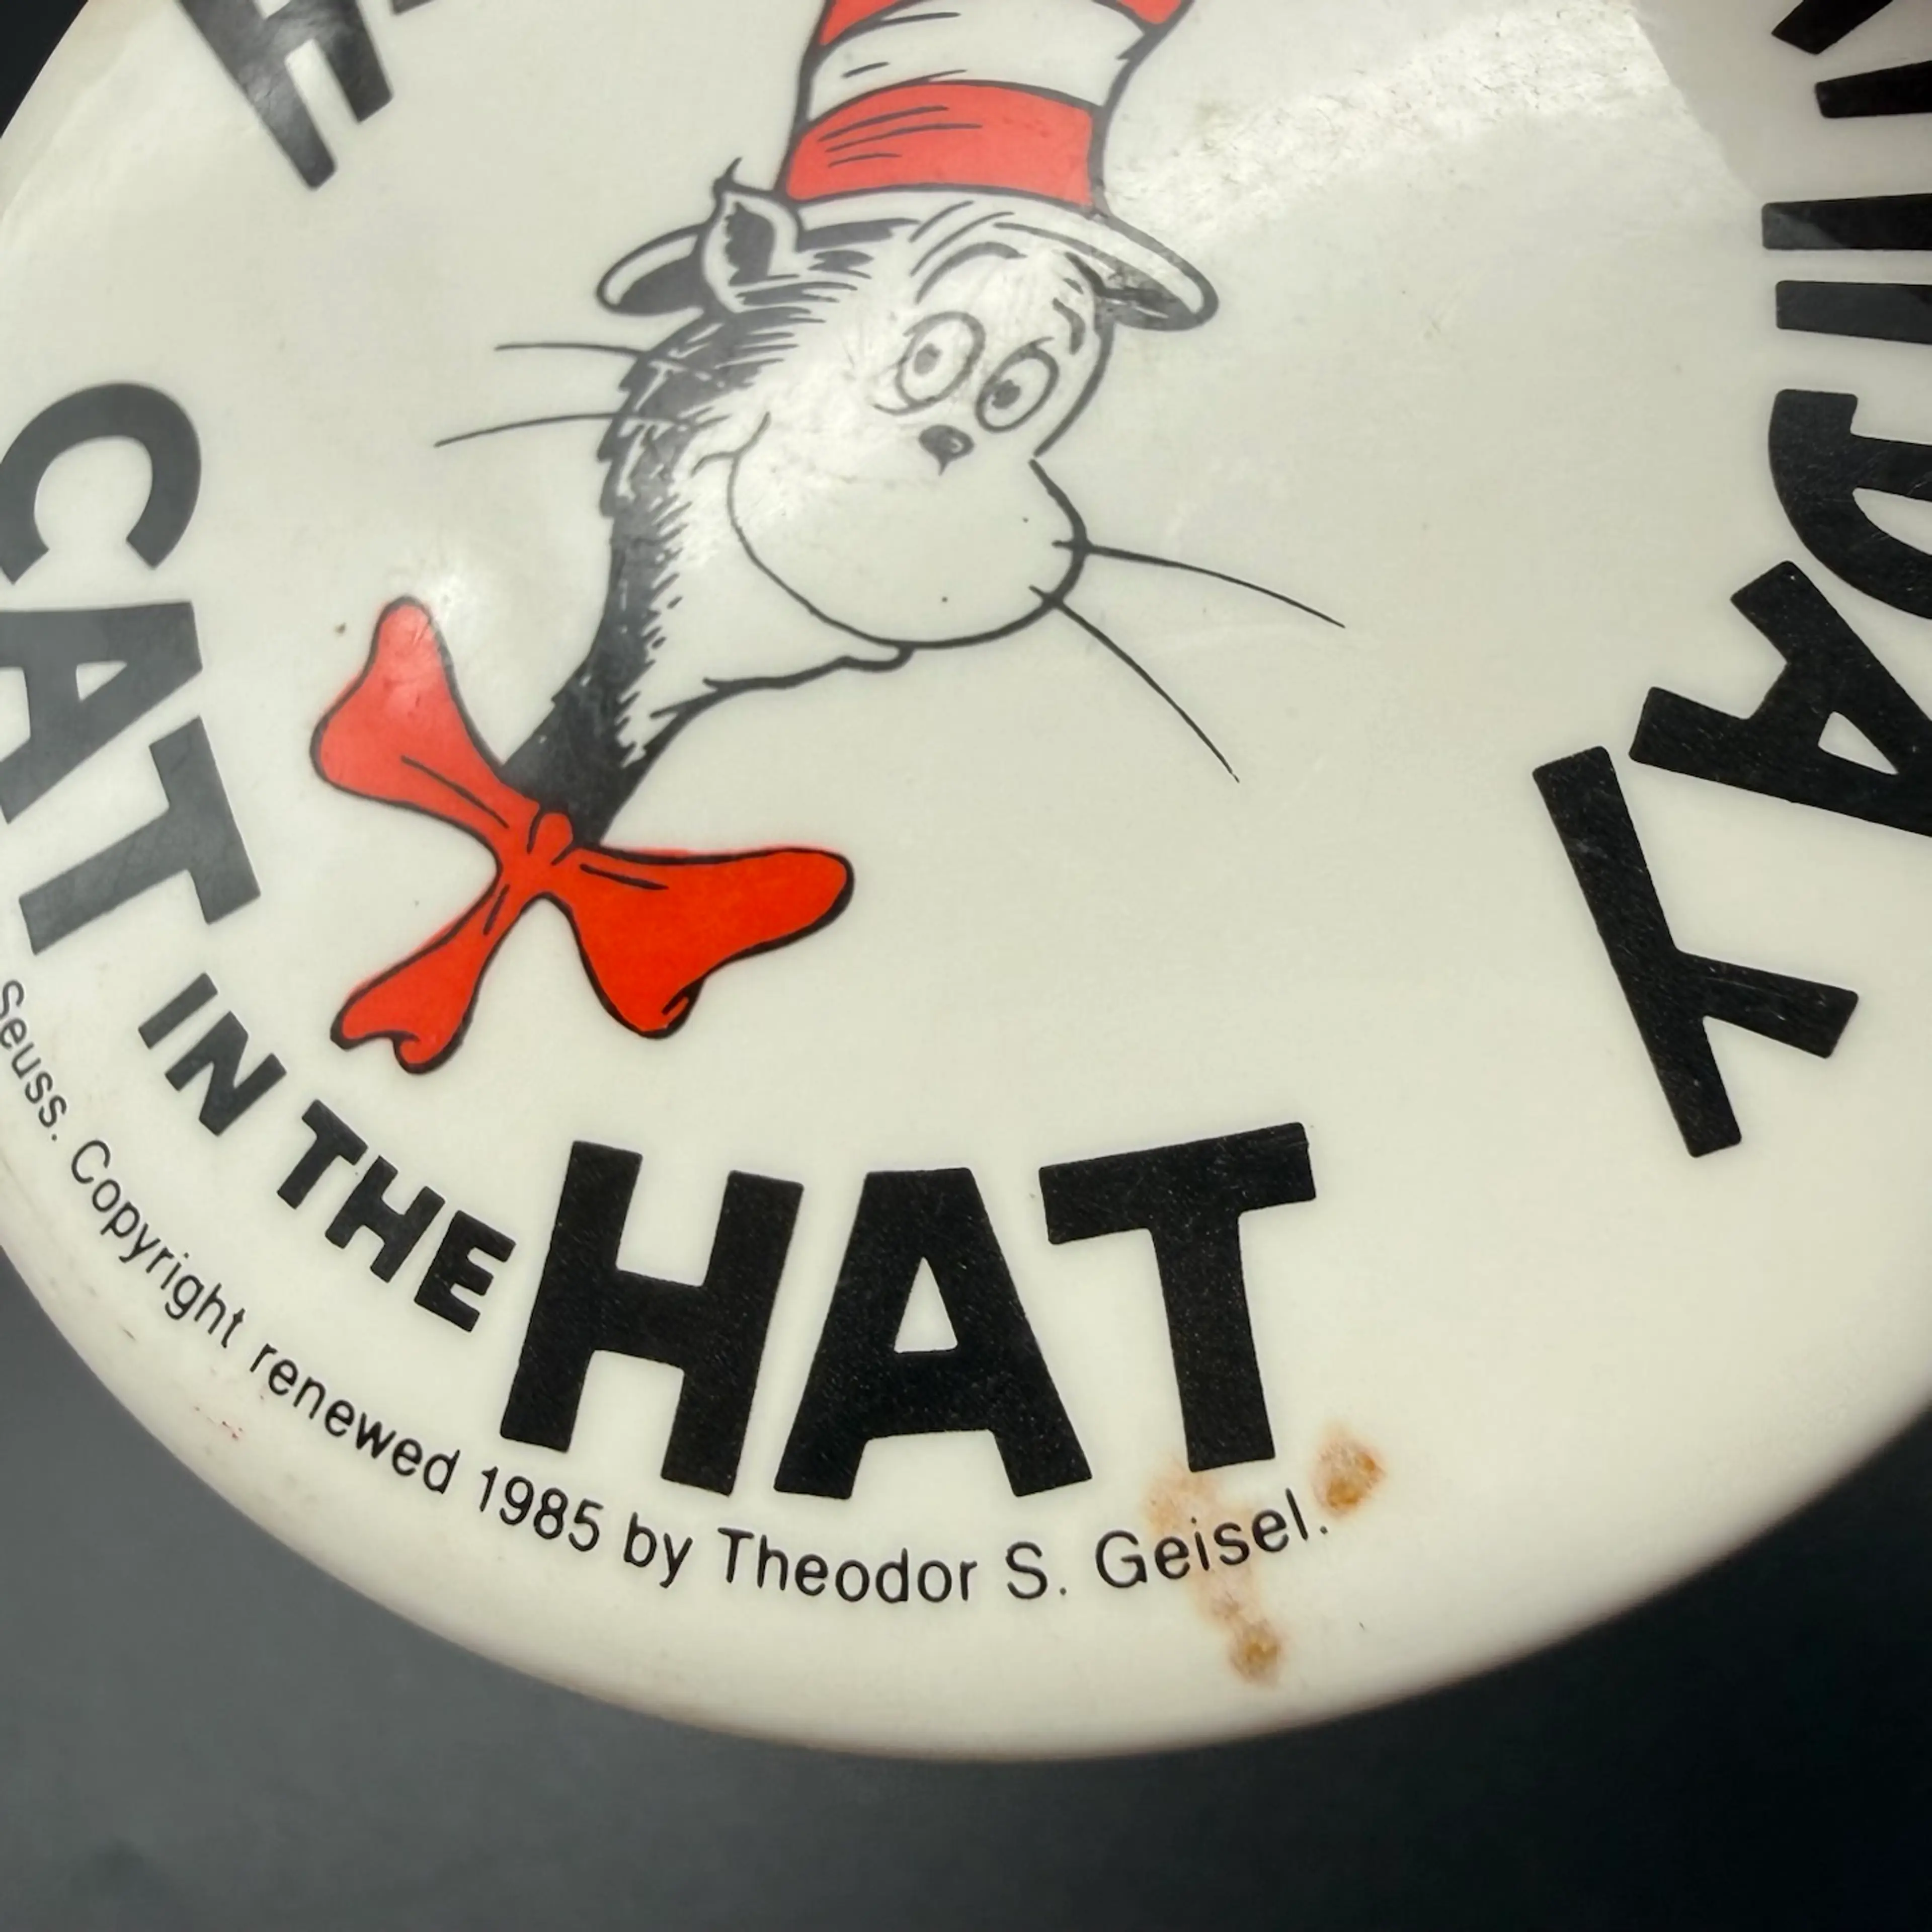 CAT IN THE HAT
Seuss. Copyright renewed 1985 by Theodor S. Geisel.